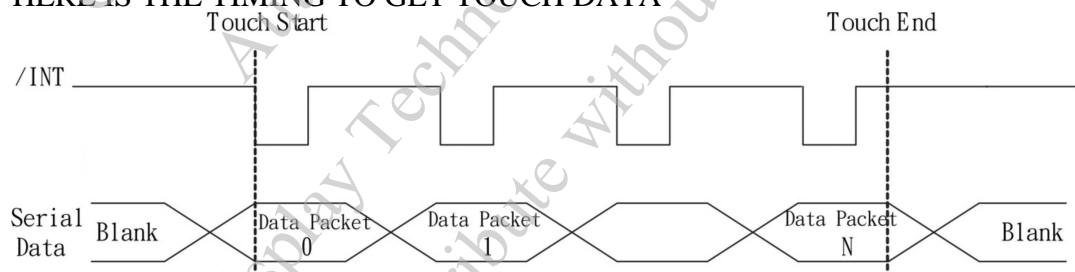 HERE IS THE TIMING TO GET TOUCH DATA
Touch Start
Touch End
/INT
Serial Data
Blank
Data Packet 0
Data Packet 1
Data Packet N
Blank